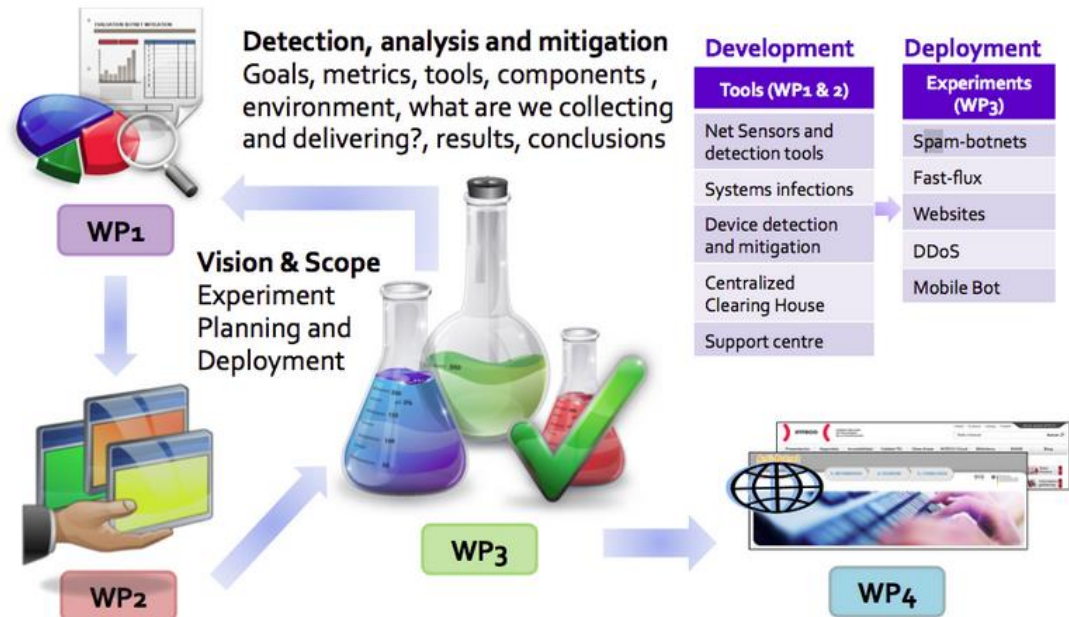 EVALUATION BOTNET MITIGATION
Detection, analysis and mitigation
Goals, metrics, tools, components ,
environment, what are we collecting
and delivering?, results, conclusions
WP1
Vision & Scope
Experiment
Planning and
Deployment
WP2
WP3
Development
Tools (WP1 & 2)
Net Sensors and
detection tools
Systems infections
Device detection
and mitigation
Centralized
Clearing House
Support centre
Deployment
Experiments
(WP3)
Spam-botnets
Fast-flux
Websites
DDoS
Mobile Bot
WP4